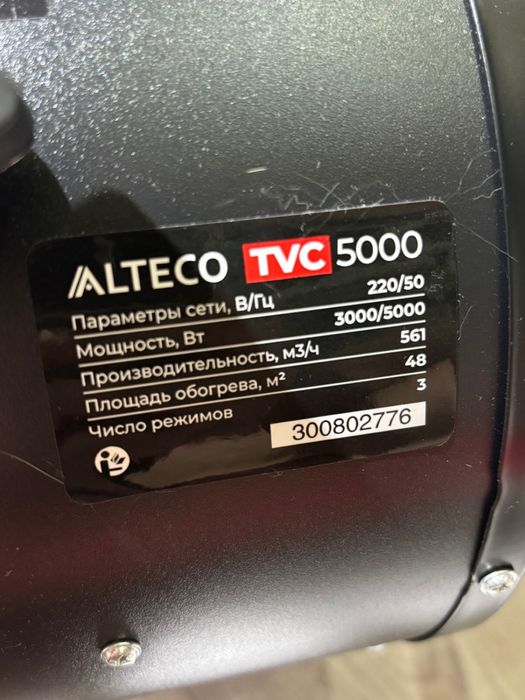 ALTECO TVC 5000
Параметры сети, В/Гц 220/50
Мощность, Вт 3000/5000
Производительность, м3/ч 561
Площадь обогрева, м² 48
Число режимов 3
300802776